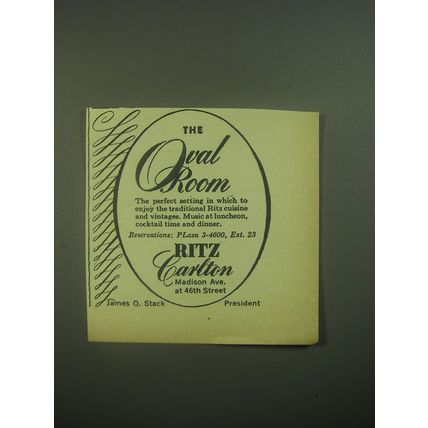 THE
Oval
Room
The perfect setting in which to
enjoy the traditional Ritz cuisine
and vintages. Music at luncheon,
cocktail time and dinner.
Reservations: PLaza 3-4600, Ext. 23
RITZ
Carlton
Madison Ave.
at 46th Street
James O. Stack President